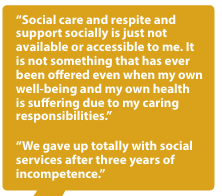 “Social care and respite and
support socially is just not
available or accessible to me. It
is not something that has ever
been offered even when my own
well-being and my own health
is suffering due to my caring
responsibilities.”
“We gave up totally with social
services after three years of
incompetence.”